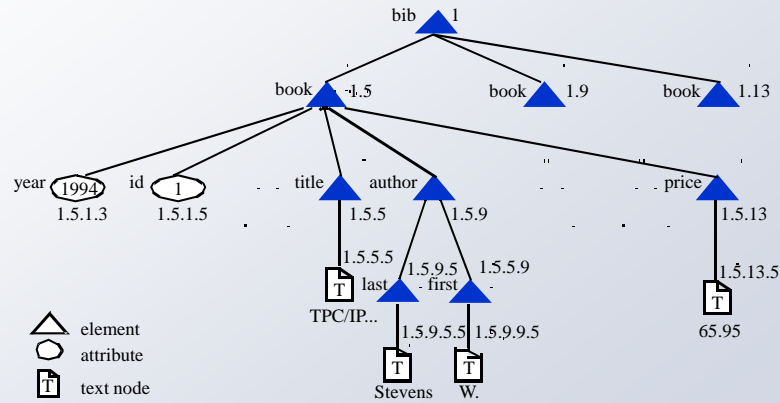 bib 1
book 1.5 book 1.9 book 1.13
year 1994 id 1 title author price
1.5.1.3 1.5.1.5 1.5.5 1.5.9 1.5.13
1.5.5.5 1.5.9.5 1.5.5.9 1.5.13.5
T last first T
TPC/IP... 65.95
element 1.5.9.5.5 1.5.9.9.5
attribute
T T T
text node Stevens W.